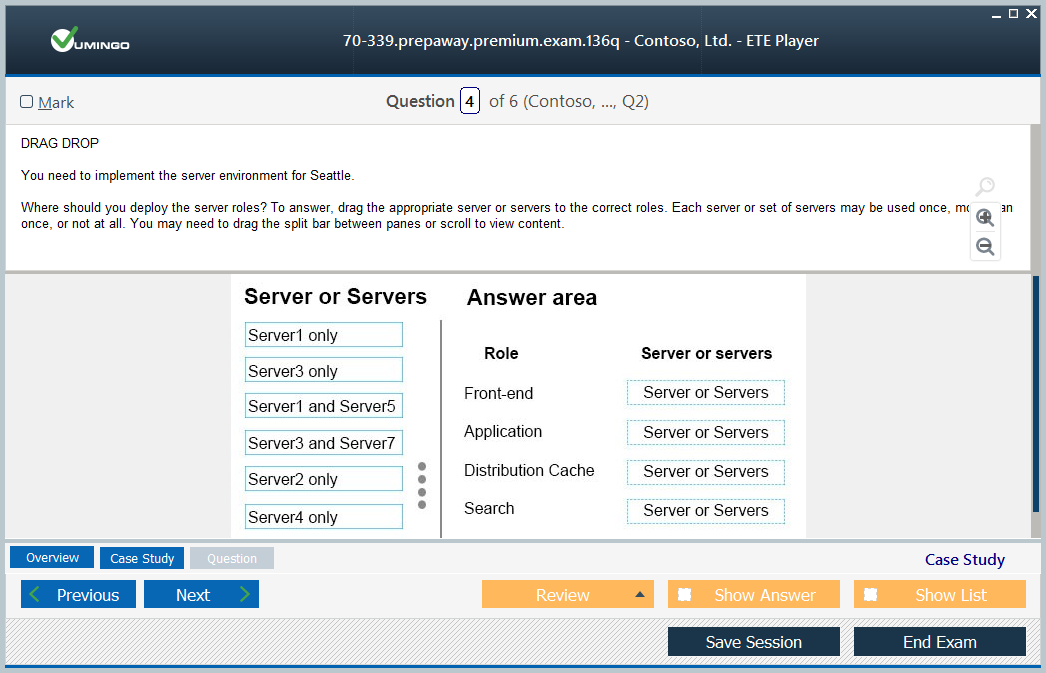 VUMINGO
70-339.prepaway.premium.exam.136q - Contoso, Ltd. - ETE Player
Mark
Question 4 of 6 (Contoso, ..., Q2)
DRAG DROP
You need to implement the server environment for Seattle.
Where should you deploy the server roles? To answer, drag the appropriate server or servers to the correct roles. Each server or set of servers may be used once, mo an
once, or not at all. You may need to drag the split bar between panes or scroll to view content.
Server or Servers
Server1 only
Server3 only
Server1 and Server5
Server3 and Server7
Server2 only
Server4 only
Answer area
Role Server or servers
Front-end Server or Servers
Application Server or Servers
Distribution Cache Server or Servers
Search Server or Servers
Overview Case Study Question Case Study
Previous Next Review Show Answer Show List
Save Session End Exam